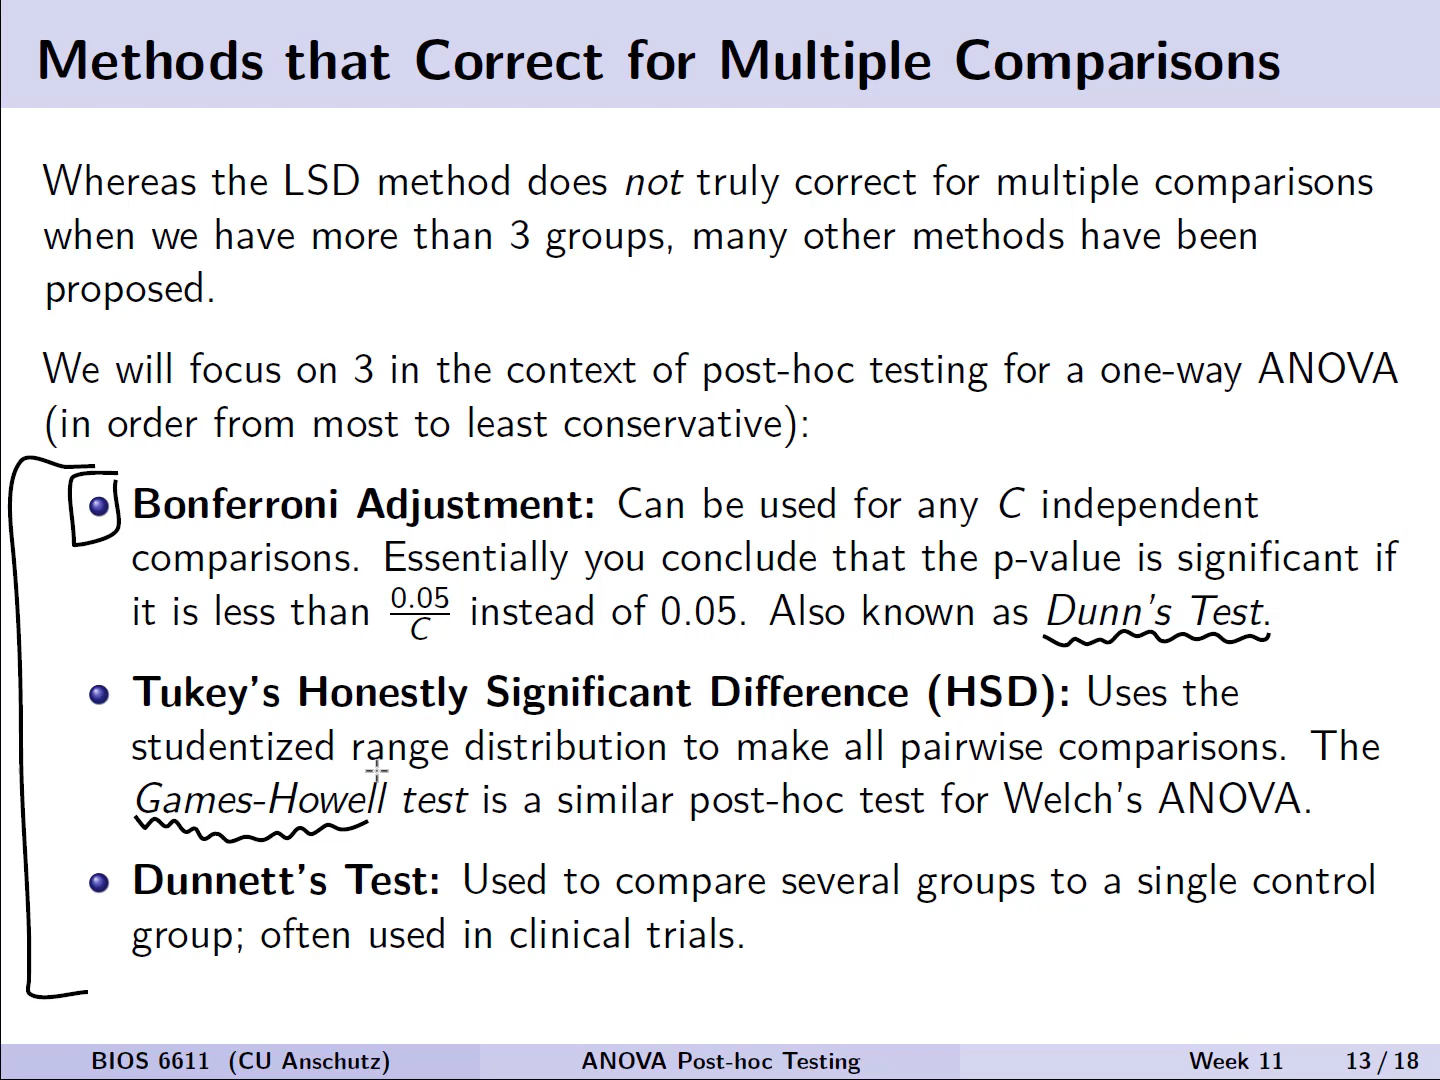 Methods that Correct for Multiple Comparisons
Whereas the LSD method does not truly correct for multiple comparisons
when we have more than 3 groups, many other methods have been
proposed.
We will focus on 3 in the context of post-hoc testing for a one-way ANOVA
(in order from most to least conservative):
Bonferroni Adjustment: Can be used for any C independent
comparisons. Essentially you conclude that the p-value is significant if
it is less than 0.05/C instead of 0.05. Also known as Dunn's Test.
Tukey's Honestly Significant Difference (HSD): Uses the
studentized range distribution to make all pairwise comparisons. The
Games-Howell test is a similar post-hoc test for Welch's ANOVA.
Dunnett's Test: Used to compare several groups to a single control
group; often used in clinical trials.
BIOS 6611 (CU Anschutz) ANOVA Post-hoc Testing Week 11 13 / 18